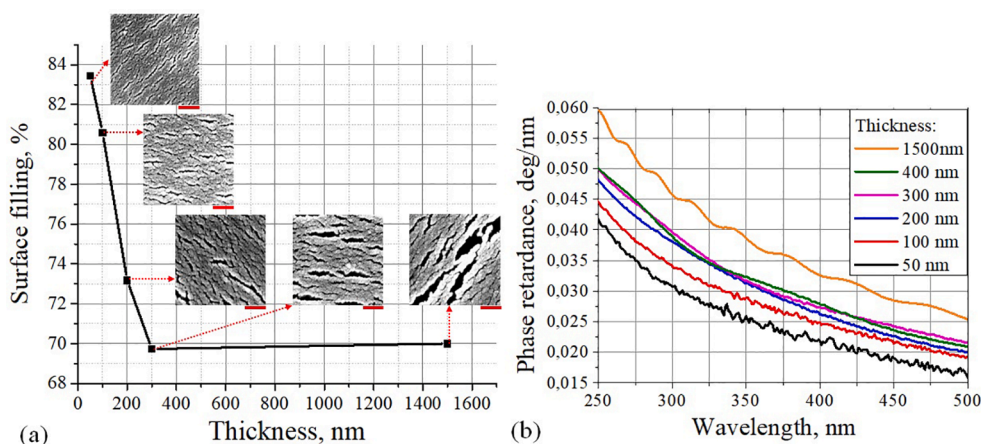 84
82
80
78
76
74
72
70
68
Surface filling, %
0 200 400 600 800 1000 1200 1400 1600
Thickness, nm
(a)
0,060
0,055
0,050
0,045
0,040
0,035
0,030
0,025
0,020
0,015
Phase retardance, deg/nm
Thickness:
1500nm
400 nm
300 nm
200 nm
100 nm
50 nm
250 300 350 400 450 500
Wavelength, nm
(b)